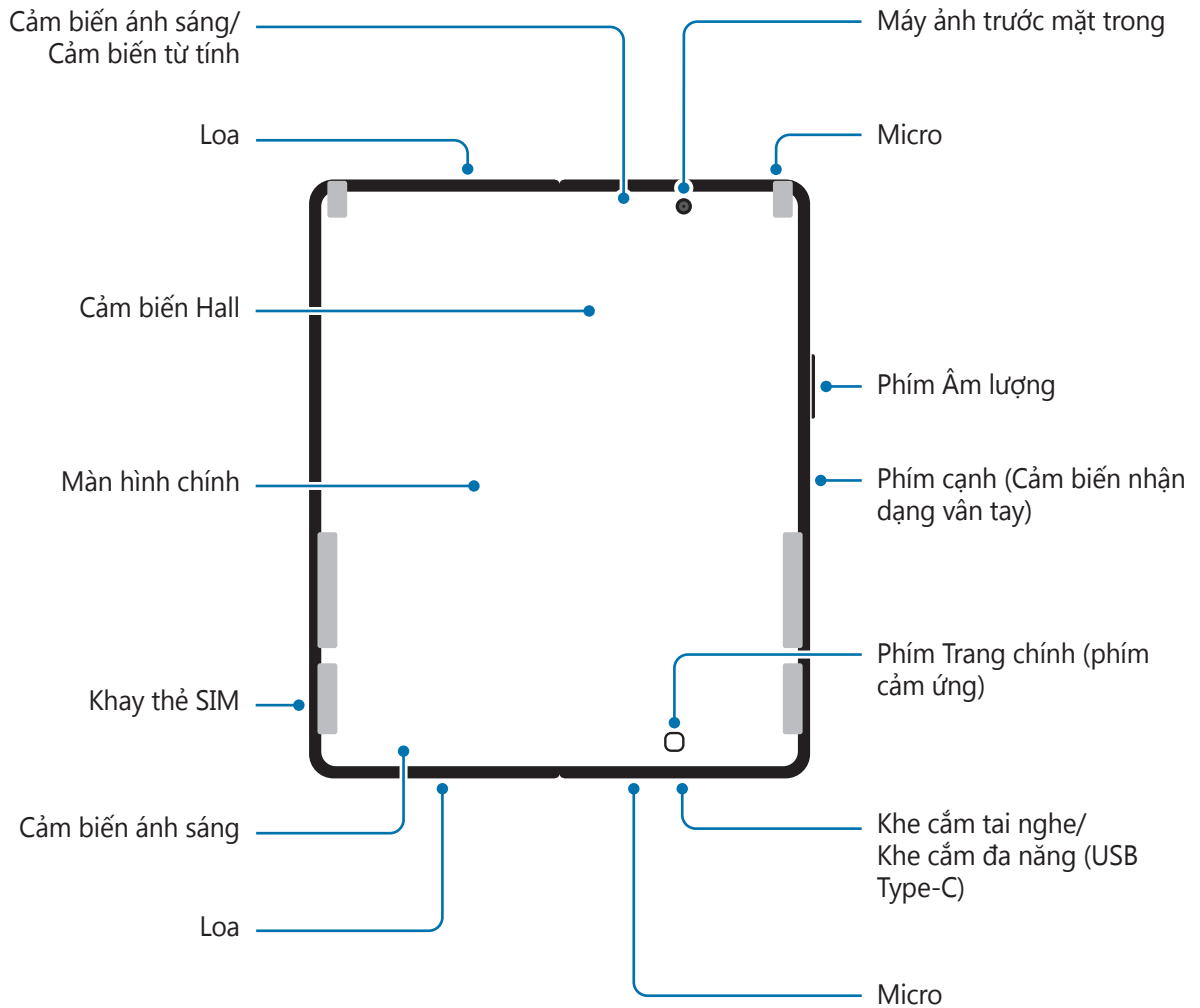 Cảm biến ánh sáng/
Cảm biến từ tính
Loa
Cảm biến Hall
Màn hình chính
Khay thẻ SIM
Cảm biến ánh sáng
Loa
Máy ảnh trước mặt trong
Micro
Phím Âm lượng
Phím cạnh (Cảm biến nhận
dạng vân tay)
Phím Trang chính (phím
cảm ứng)
Khe cắm tai nghe/
Khe cắm đa năng (USB
Type-C)
Micro